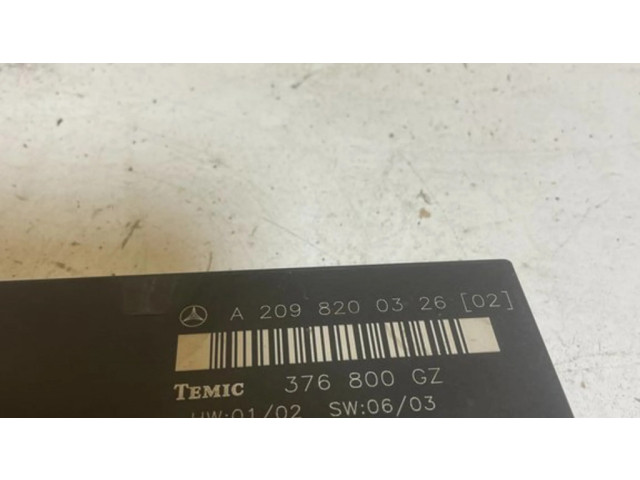 A 209 820 03 26 [02]
TEMIC 376 800 GZ
HW:01/02 SW:06/03